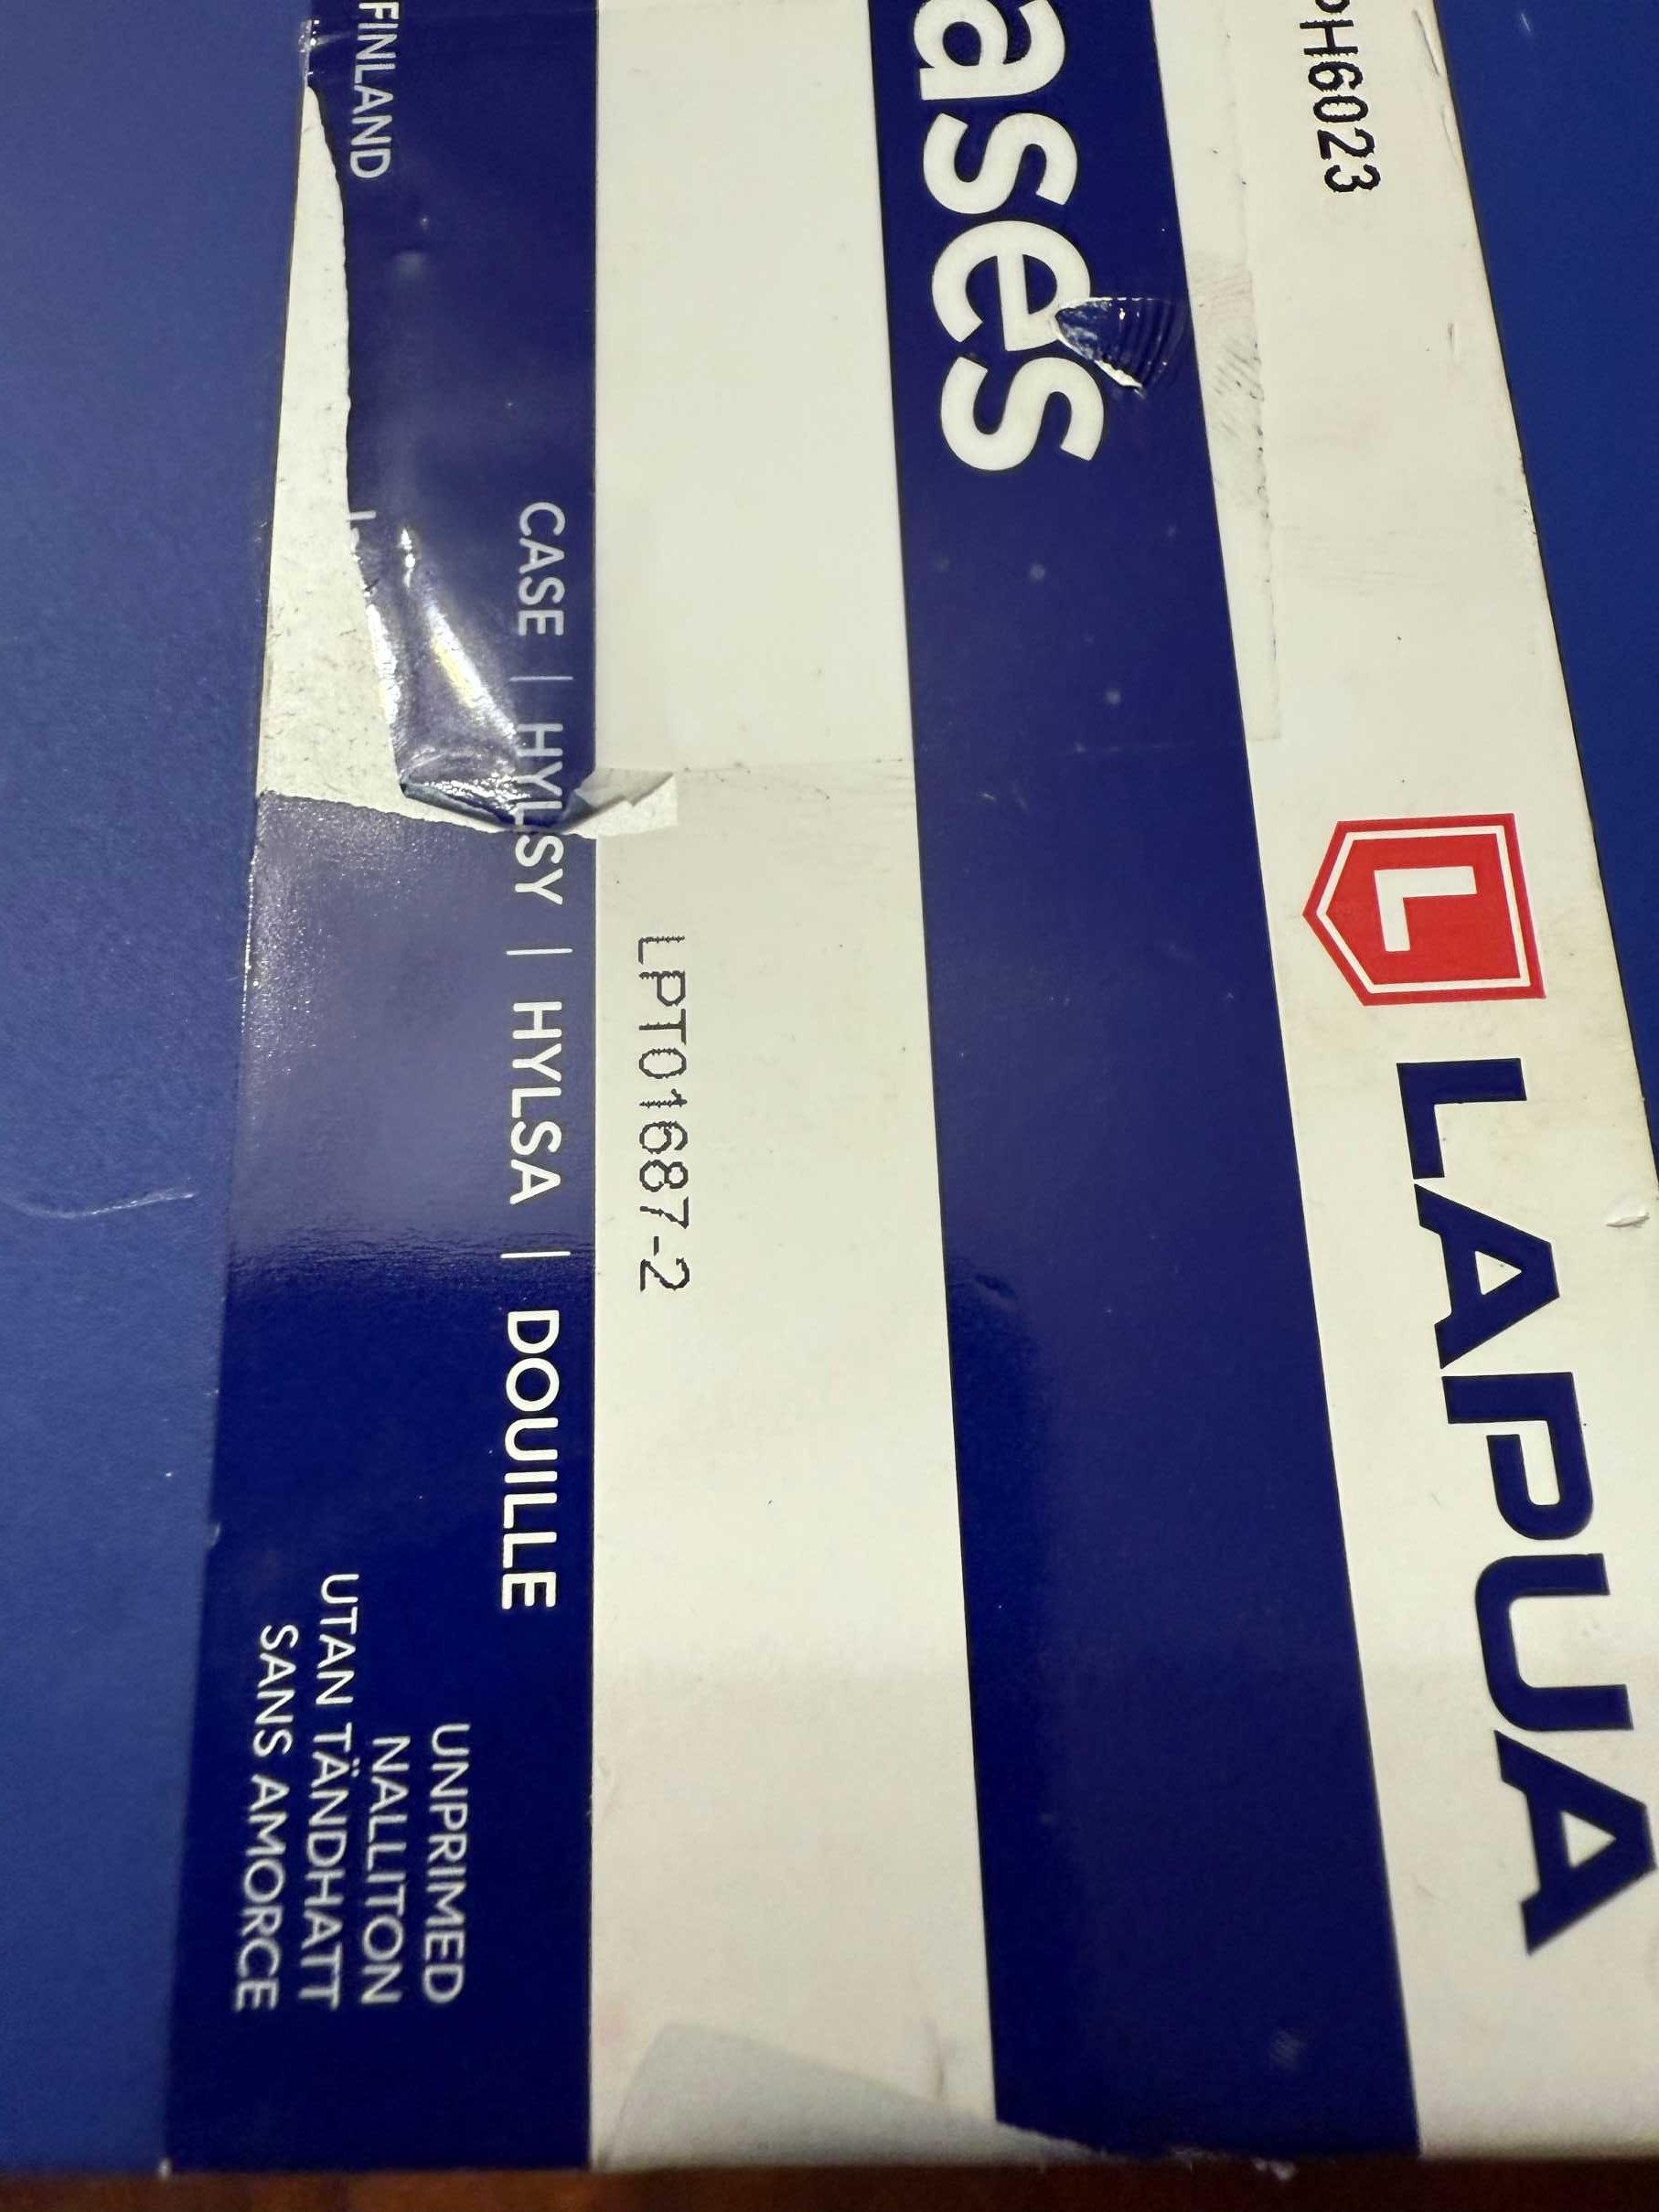 PH6023
L LAPUA
ases
LPT01687-2
CASE | HYLSY | HYLSA | DOUILLE
UNPRIMED
NALLITON
UTAN TÄNDHATT
SANS AMORCE
FINLAND